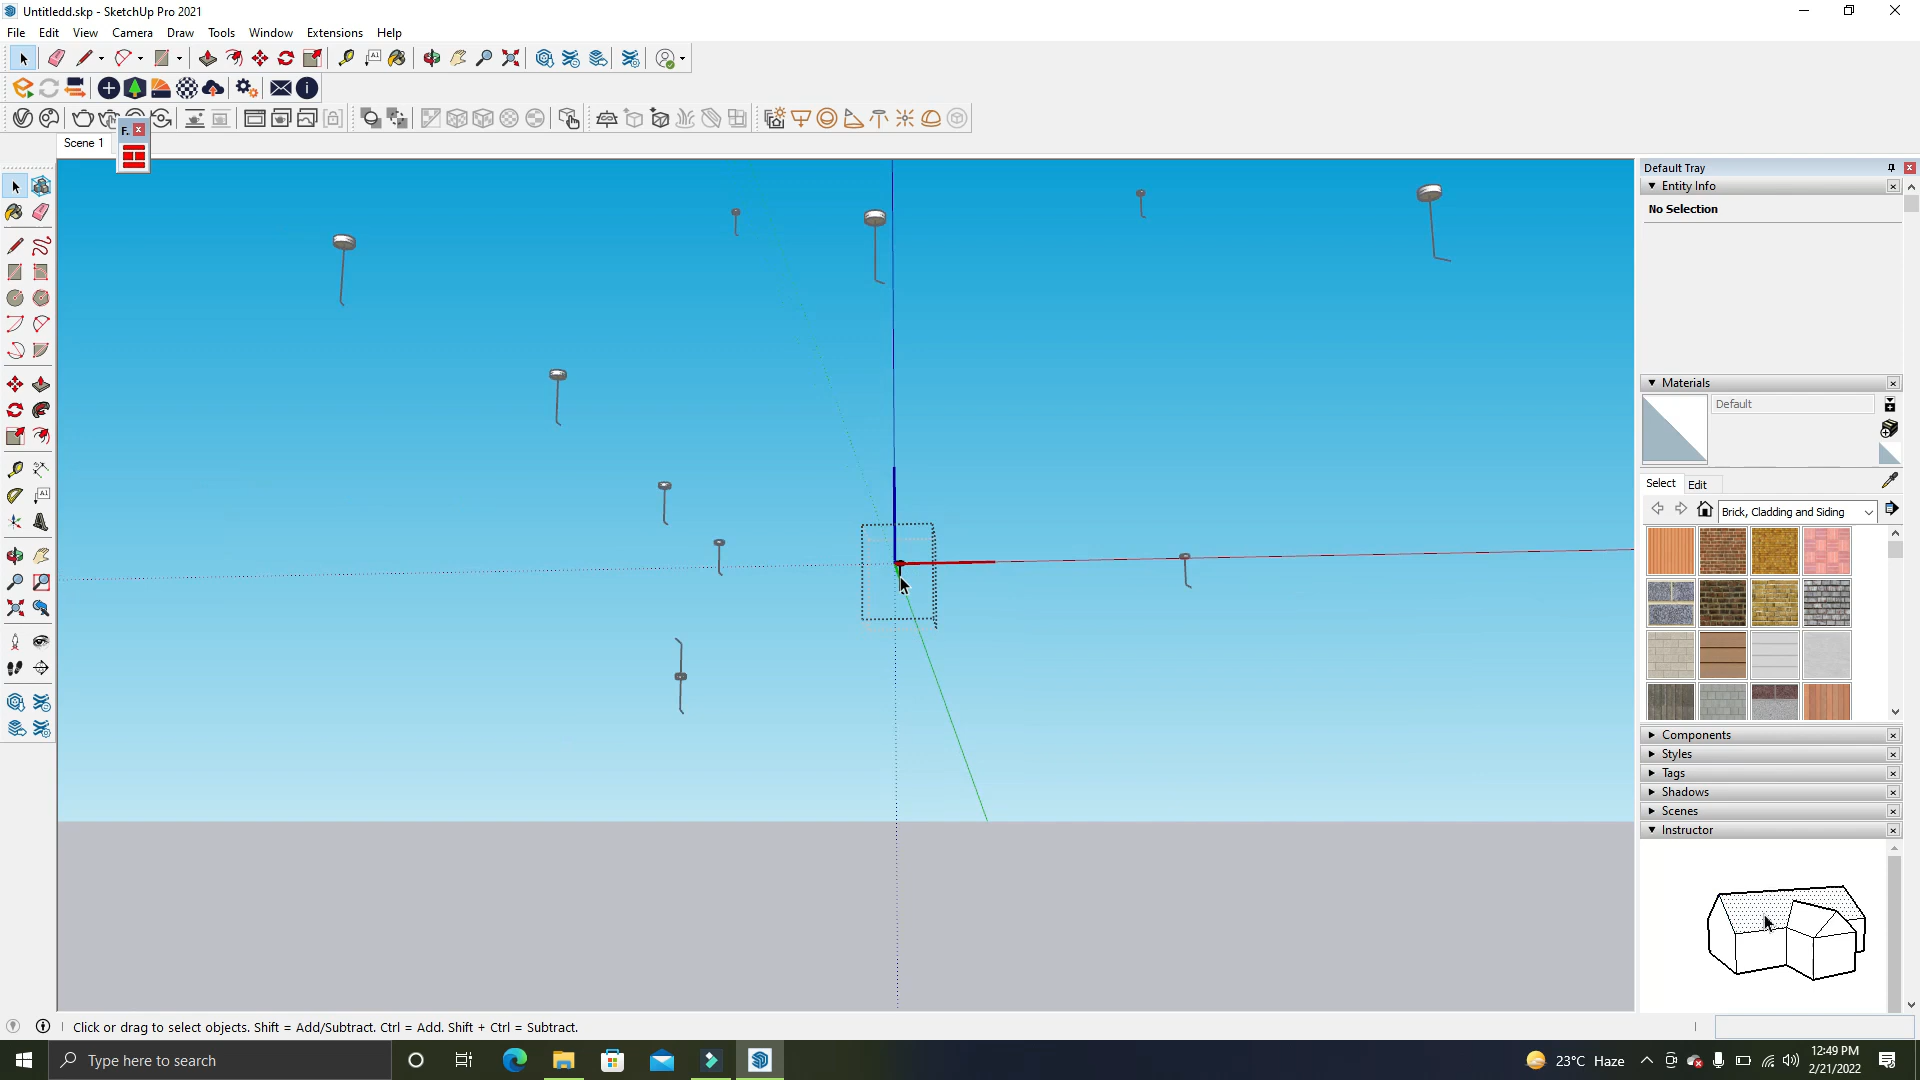 Untitledd.skp - SketchUp Pro 2021
File Edit View Camera Draw Tools Window Extensions Help
F.
Scene 1
Default Tray
Entity Info
No Selection
Materials
Default
Select Edit
Brick, Cladding and Siding
Components
Styles
Tags
Shadows
Scenes
Instructor
Click or drag to select objects. Shift = Add/Subtract. Ctrl = Add. Shift + Ctrl = Subtract.
Type here to search
23°C Haze
12:49 PM
2/21/2022